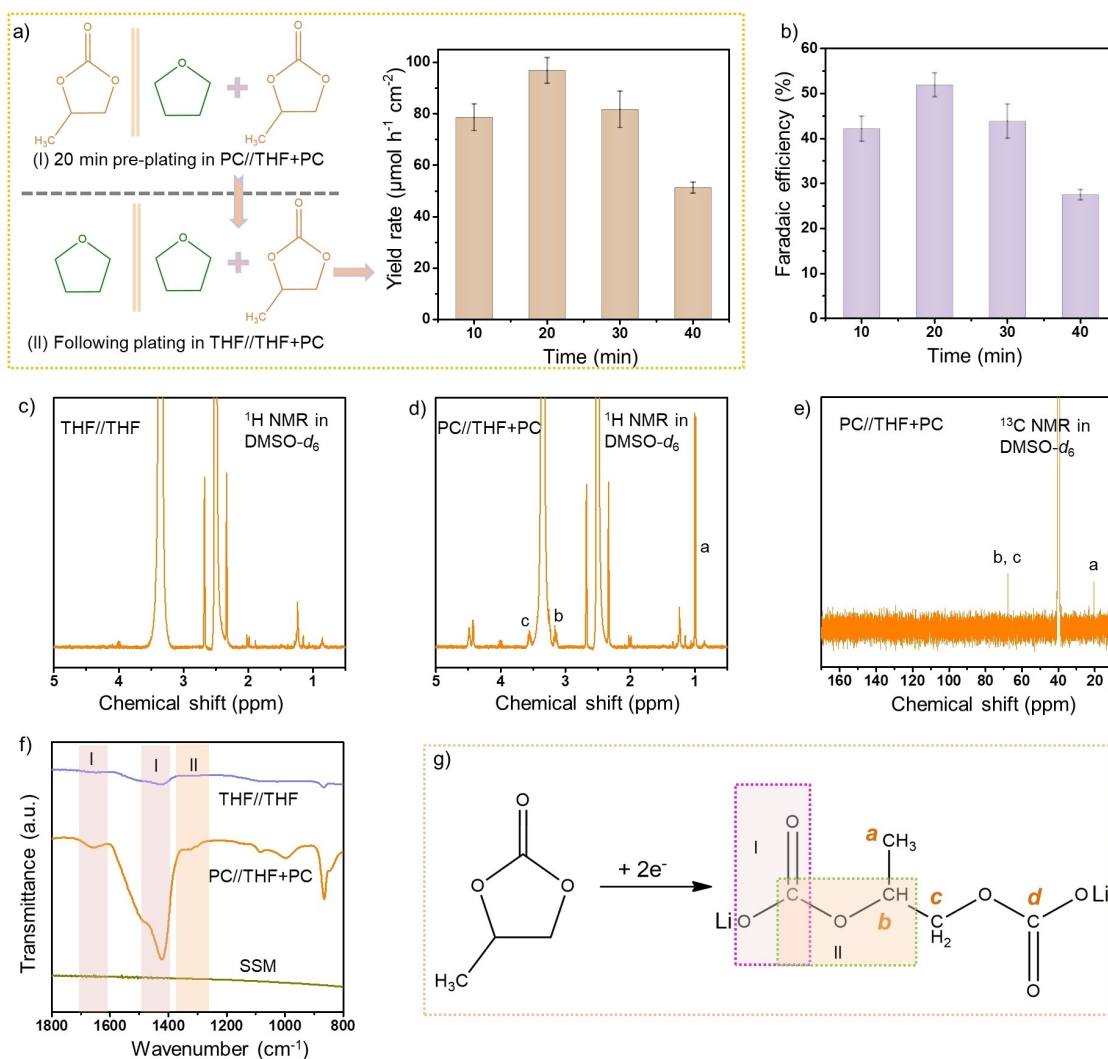 a)
O
O
O
H₃C
O
+
O
O
O
H₃C
(I) 20 min pre-plating in PC//THF+PC
O
O
+
O
O
O
H₃C
(II) Following plating in THF//THF+PC
Yield rate (μmol h⁻¹ cm⁻²)
100
80
60
40
20
0
10 20 30 40
Time (min)
b)
Faradaic efficiency (%)
60
50
40
30
20
10
0
10 20 30 40
Time (min)
c)
THF//THF
¹H NMR in
DMSO-d₆
5 4 3 2 1
Chemical shift (ppm)
d)
PC//THF+PC
¹H NMR in
DMSO-d₆
a
c
b
5 4 3 2 1
Chemical shift (ppm)
e)
PC//THF+PC
¹³C NMR in
DMSO-d₆
b, c
a
160 140 120 100 80 60 40 20
Chemical shift (ppm)
f)
I
I
II
THF//THF
PC//THF+PC
SSM
Transmittance (a.u.)
1800 1600 1400 1200 1000 800
Wavenumber (cm⁻¹)
g)
O
O
O
H₃C
+ 2e⁻
I
O
LiO
C
O
II
a
CH₃
CH
b
c
CH₂
O
d
C
O
OLi